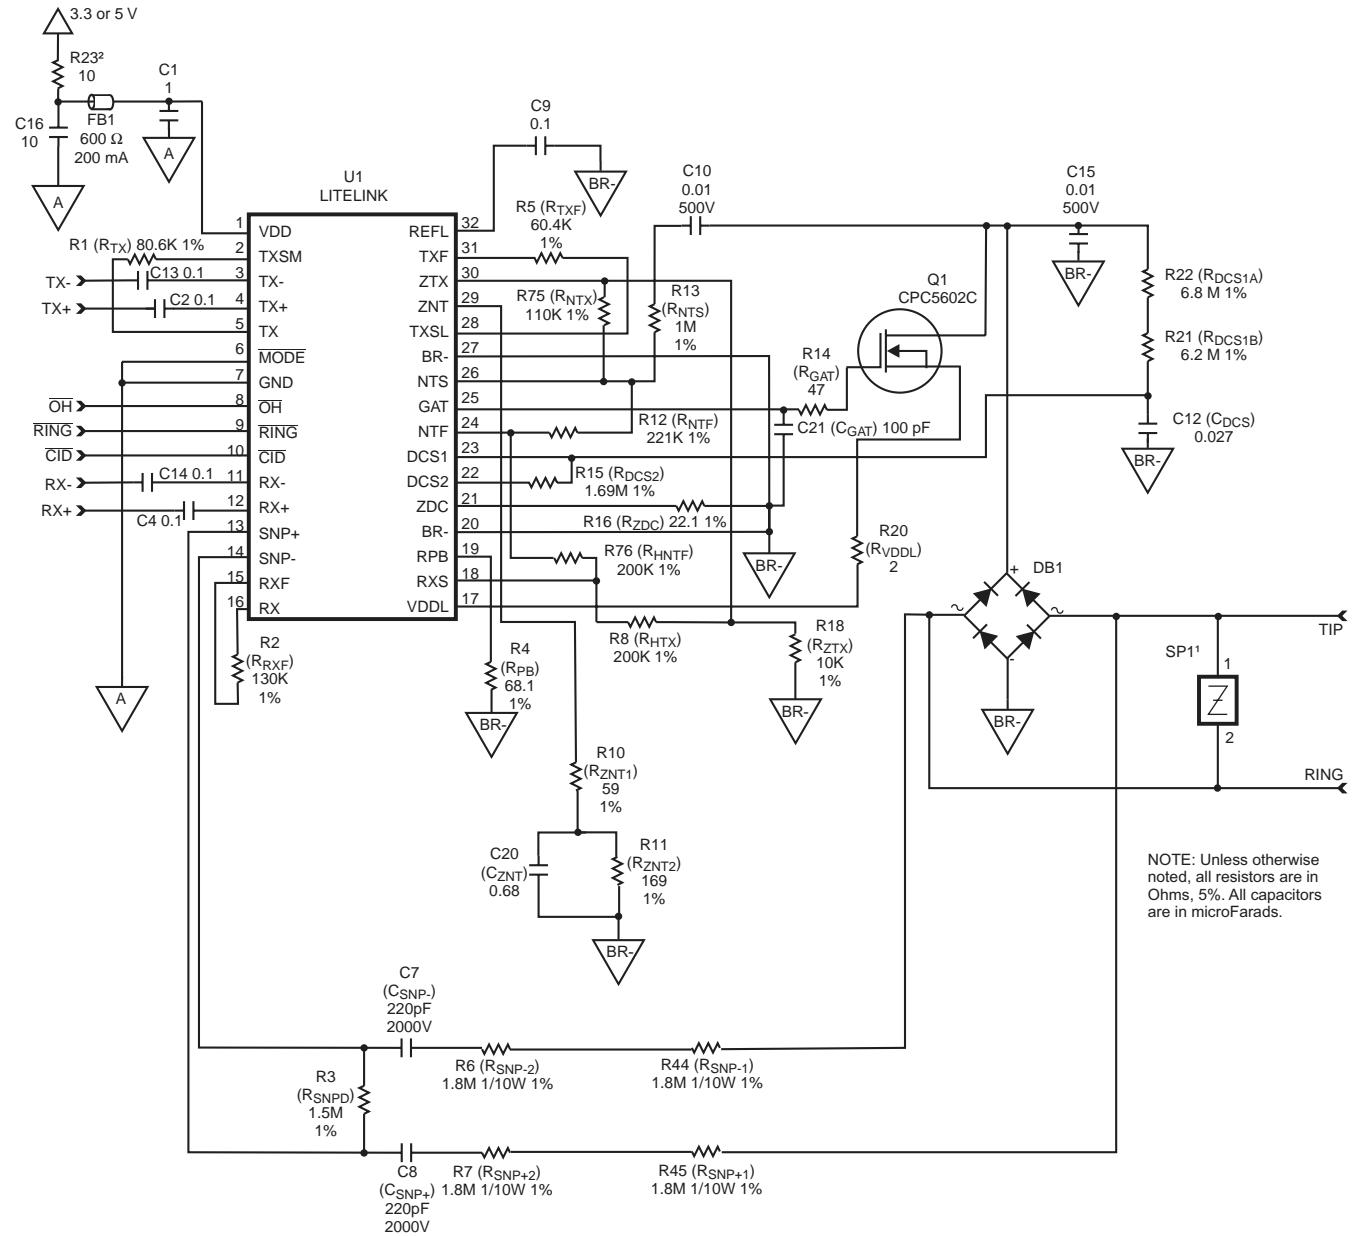 3.3 or 5 V
R23²
10
C1
1
C16
10
FB1
600 Ω
200 mA
A
A
C9
0.1
BR-
U1
LITELINK
C10
0.01
500V
C15
0.01
500V
BR-
R5 (RTXF)
60.4K
1%
R1 (RTX) 80.6K 1%
TX-
C13 0.1
TX+
C2 0.1
OH
RING
CID
RX-
C14 0.1
RX+
C4 0.1
1 VDD
2 TXSM
3 TX-
4 TX+
5 TX
6 MODE
7 GND
8 OH
9 RING
10 CID
11 RX-
12 RX+
13 SNP+
14 SNP-
15 RXF
16 RX
REFL 32
TXF 31
ZTX 30
ZNT 29
TXSL 28
BR- 27
NTS 26
GAT 25
NTF 24
DCS1 23
DCS2 22
ZDC 21
BR- 20
RPB 19
RXS 18
VDDL 17
R75 (RNTX)
110K 1%
R13
(RNTS)
1M
1%
Q1
CPC5602C
R22 (RDCS1A)
6.8 M 1%
R21 (RDCS1B)
6.2 M 1%
R14
(RGAT)
47
R12 (RNTF)
221K 1%
C21 (CGAT) 100 pF
C12 (CDCS)
0.027
BR-
R15 (RDCS2)
1.69M 1%
R16 (RZDC) 22.1 1%
R20
(RVDDL)
2
R76 (RHNTF)
200K 1%
BR-
+
DB1
~
~
-
R8 (RHTX)
200K 1%
R18
(RZTX)
10K
1%
BR-
BR-
TIP
SP1¹
1
2
RING
R2
(RRXF)
130K
1%
A
R4
(RPB)
68.1
1%
BR-
R10
(RZNT1)
59
1%
C20
(CZNT)
0.68
R11
(RZNT2)
169
1%
BR-
NOTE: Unless otherwise
noted, all resistors are in
Ohms, 5%. All capacitors
are in microFarads.
C7
(CSNP-)
220pF
2000V
R6 (RSNP-2)
1.8M 1/10W 1%
R44 (RSNP-1)
1.8M 1/10W 1%
R3
(RSNPD)
1.5M
1%
C8
(CSNP+)
220pF
2000V
R7 (RSNP+2)
1.8M 1/10W 1%
R45 (RSNP+1)
1.8M 1/10W 1%